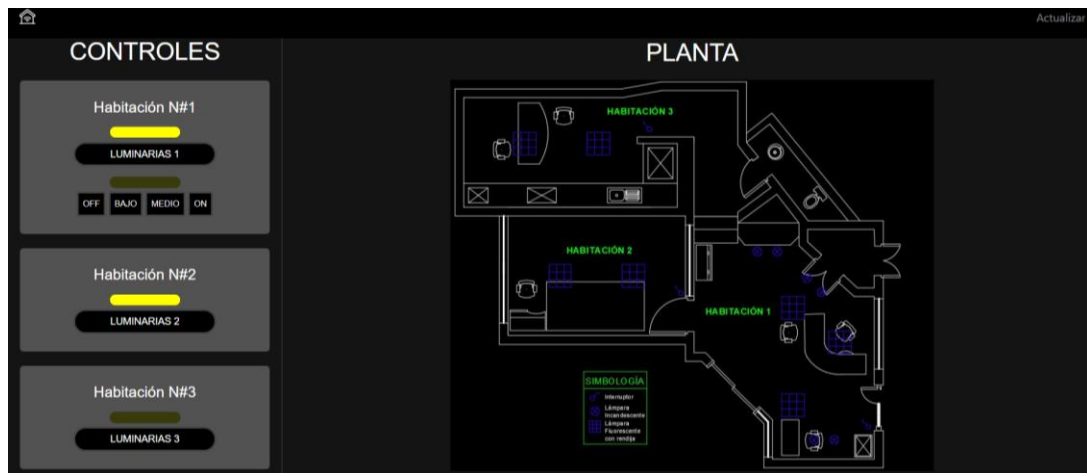 Actualizar
CONTROLES
Habitación N#1
LUMINARIAS 1
OFF BAJO MEDIO ON
Habitación N#2
LUMINARIAS 2
Habitación N#3
LUMINARIAS 3
PLANTA
HABITACIÓN 3
HABITACIÓN 2
HABITACIÓN 1
SIMBOLOGÍA
Interruptor
Lámpara
Incandescente
Lámpara
Fluorescente
con rendija